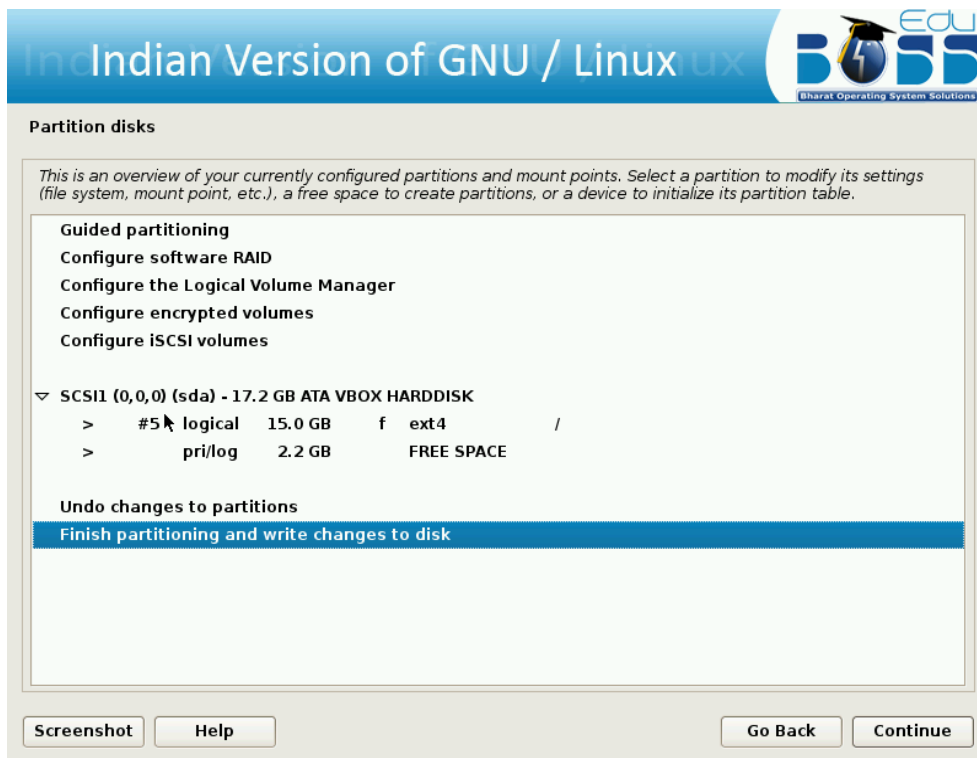 Indian Version of GNU / Linux
Edu
BOSS
Bharat Operating System Solutions
Partition disks
This is an overview of your currently configured partitions and mount points. Select a partition to modify its settings
(file system, mount point, etc.), a free space to create partitions, or a device to initialize its partition table.
Guided partitioning
Configure software RAID
Configure the Logical Volume Manager
Configure encrypted volumes
Configure iSCSI volumes
SCSI1 (0,0,0) (sda) - 17.2 GB ATA VBOX HARDDISK
> #5 logical 15.0 GB f ext4 /
> pri/log 2.2 GB FREE SPACE
Undo changes to partitions
Finish partitioning and write changes to disk
Screenshot Help Go Back Continue